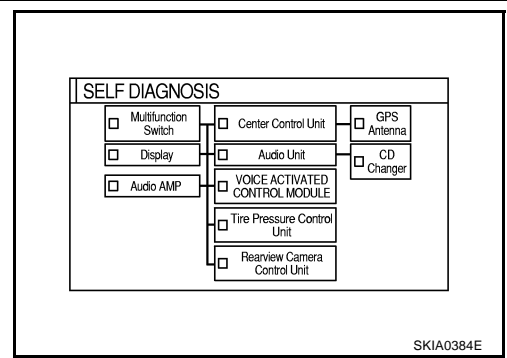 SELF DIAGNOSIS
Multifunction
Switch
Center Control Unit
GPS
Antenna
Display
Audio Unit
CD
Changer
Audio AMP
VOICE ACTIVATED
CONTROL MODULE
Tire Pressure Control
Unit
Rearview Camera
Control Unit
SKIA0384E